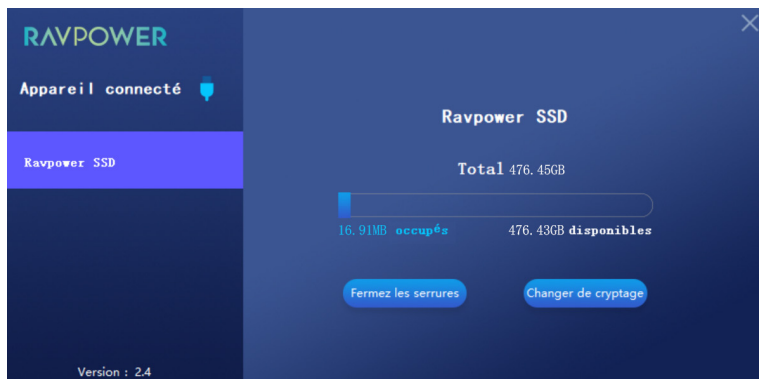 RAVPOWER
Appareil connecté
Ravpower SSD
Version : 2.4
Ravpower SSD
Total 476.45GB
16.91MB occupés 476.43GB disponibles
Fermez les serrures Changer de cryptage